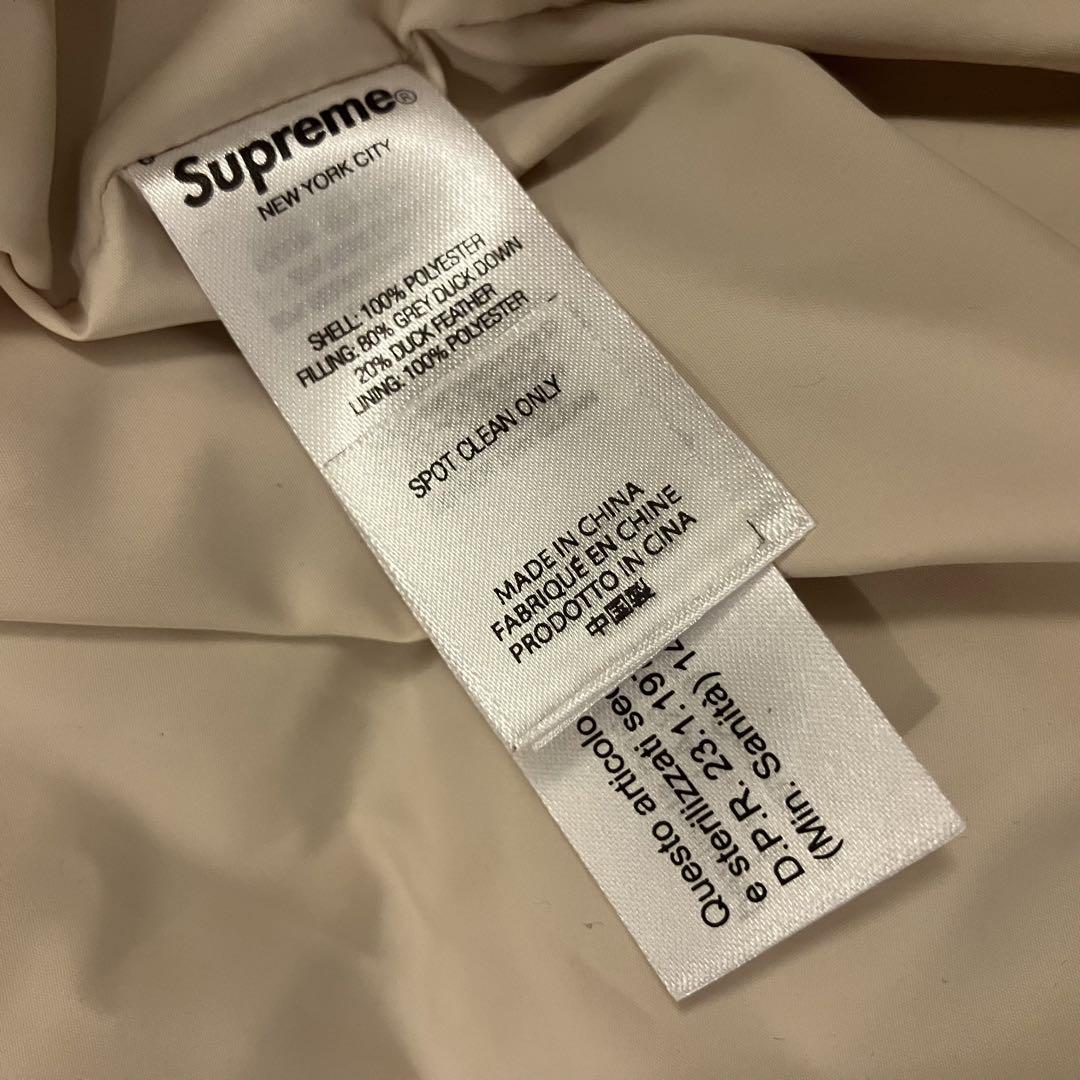 Supreme®
NEW YORK CITY
SHELL: 100% POLYESTER
FILLING: 80% GREY DUCK DOWN
20% DUCK FEATHER
LINING: 100% POLYESTER
SPOT CLEAN ONLY
MADE IN CHINA
FABRIQUÉ EN CHINE
PRODOTTO IN CINA
中国製
Questo articolo
e sterilizzati
D.P.R. 23.1.19
(Min. Sanità)